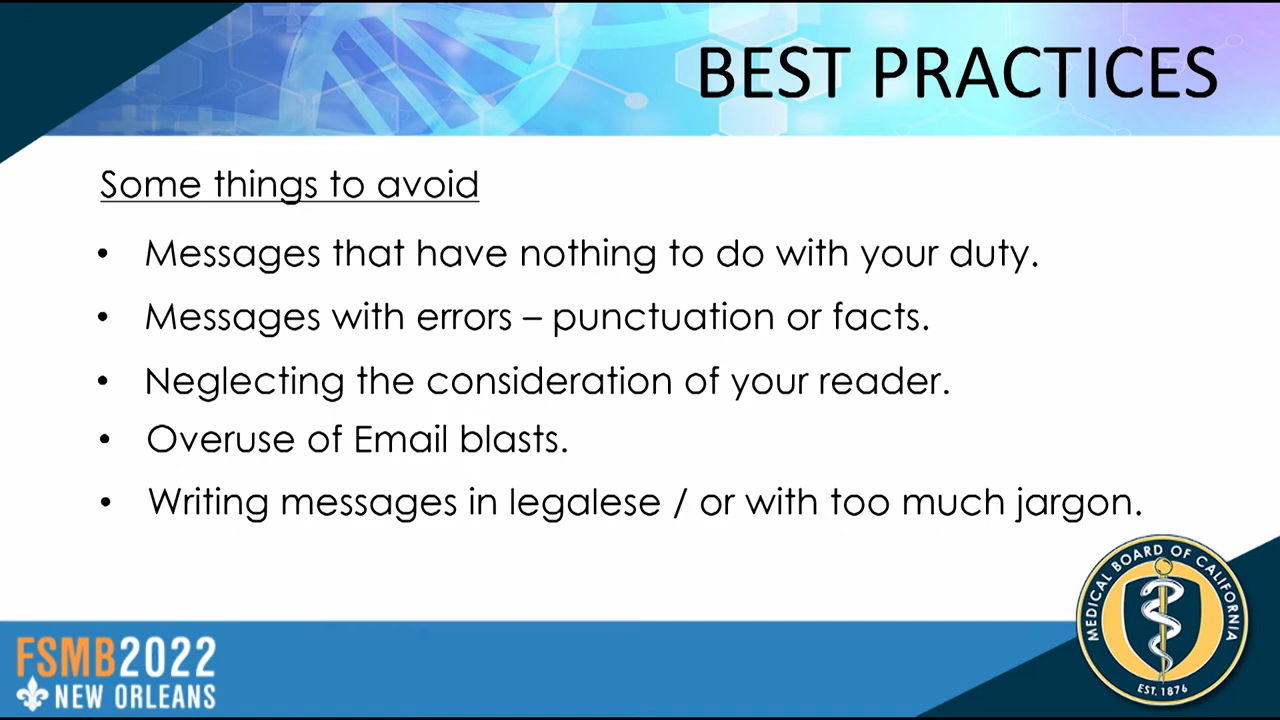 BEST PRACTICES
Some things to avoid
• Messages that have nothing to do with your duty.
• Messages with errors – punctuation or facts.
• Neglecting the consideration of your reader.
• Overuse of Email blasts.
• Writing messages in legalese / or with too much jargon.
MEDICAL BOARD OF CALIFORNIA
EST. 1876
FSMB2022
NEW ORLEANS